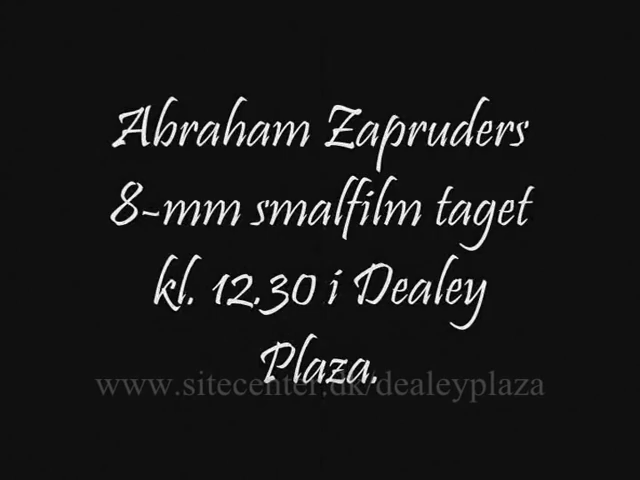 Abraham Zapruders
8-mm smalfilm taget
kl. 12.30 i Dealey
Plaza.
www.sitecenter.dk/dealeyplaza